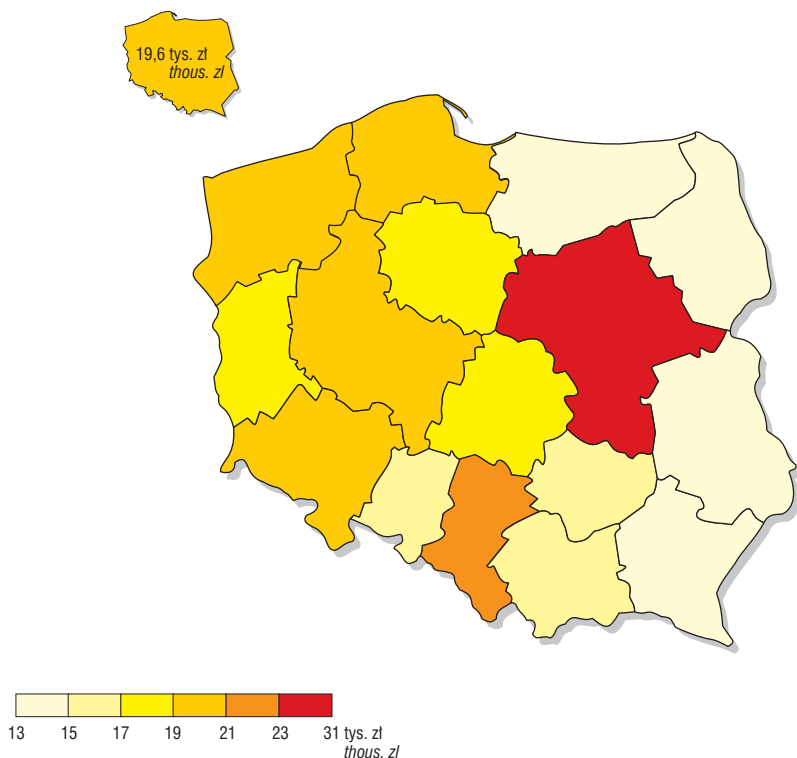 19,6 tys. zł
thous. zl
13 15 17 19 21 23 31 tys. zł
thous. zl